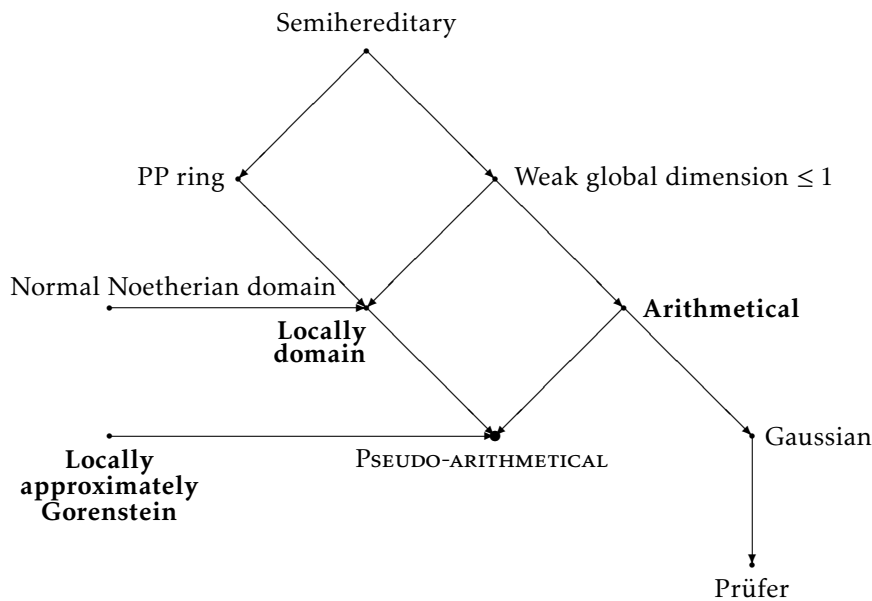 Semihereditary
PP ring
Weak global dimension ≤ 1
Normal Noetherian domain
Locally
domain
Arithmetical
Locally
approximately
Gorenstein
Pseudo-arithmetical
Gaussian
Prüfer